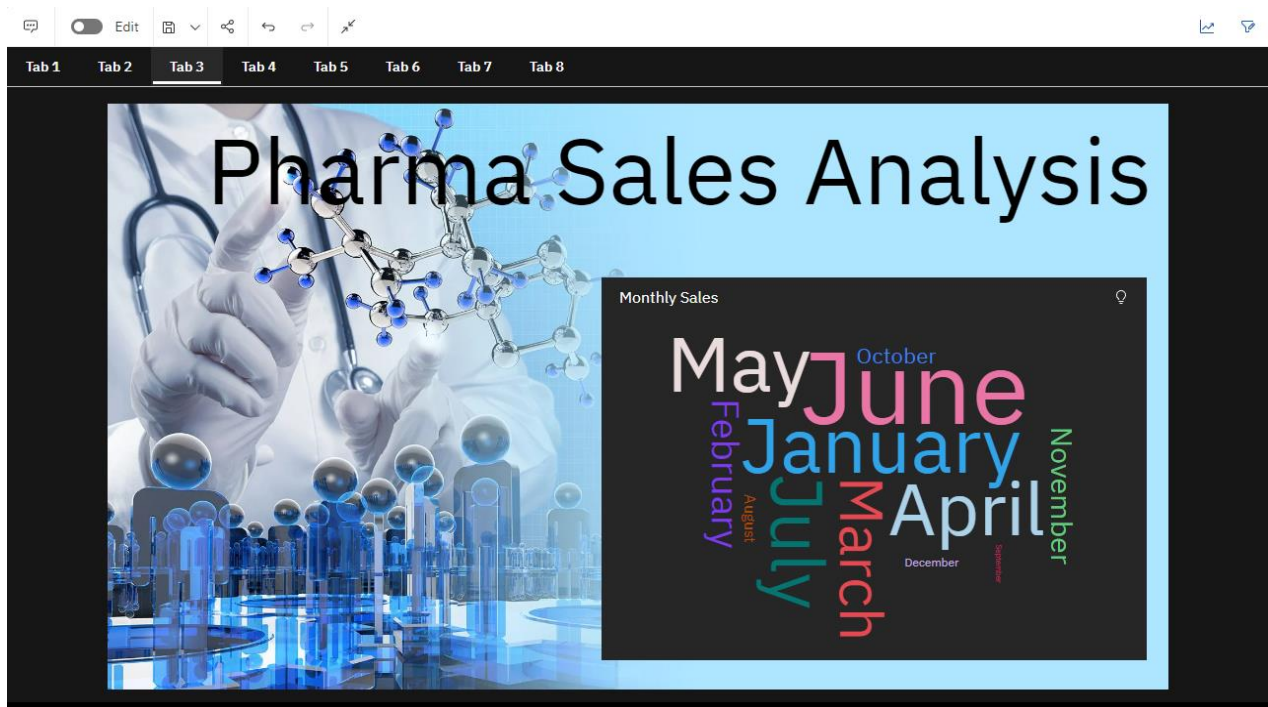 Edit
Tab 1 Tab 2 Tab 3 Tab 4 Tab 5 Tab 6 Tab 7 Tab 8
Pharma Sales Analysis
Monthly Sales
May
October
June
February
January
November
August
July
March
April
December
September